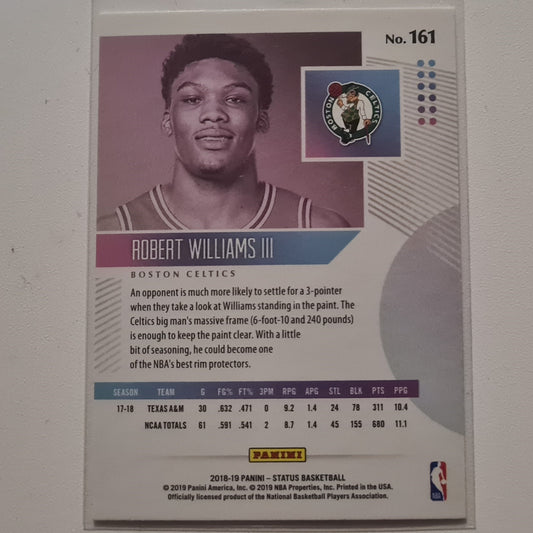 No. 161
BOSTON CELTICS
ROBERT WILLIAMS III
BOSTON CELTICS
An opponent is much more likely to settle for a 3-pointer
when they take a look at Williams standing in the paint. The
Celtics big man's massive frame (6-foot-10 and 240 pounds)
is enough to keep the paint clear. With a little
bit of seasoning, he could become one
of the NBA's best rim protectors.
SEASON TEAM G FG% FT% 3PM RPG APG STL BLK PTS PPG
17-18 TEXAS A&M 30 .632 .471 0 9.2 1.4 24 78 311 10.4
NCAA TOTALS 61 .591 .541 2 8.7 1.4 45 155 680 11.1
PANINI
2018-19 PANINI – STATUS BASKETBALL
© 2019 Panini America, Inc. © 2019 NBA Properties, Inc. Printed in the USA.
Officially licensed product of the National Basketball Players Association.
NBA